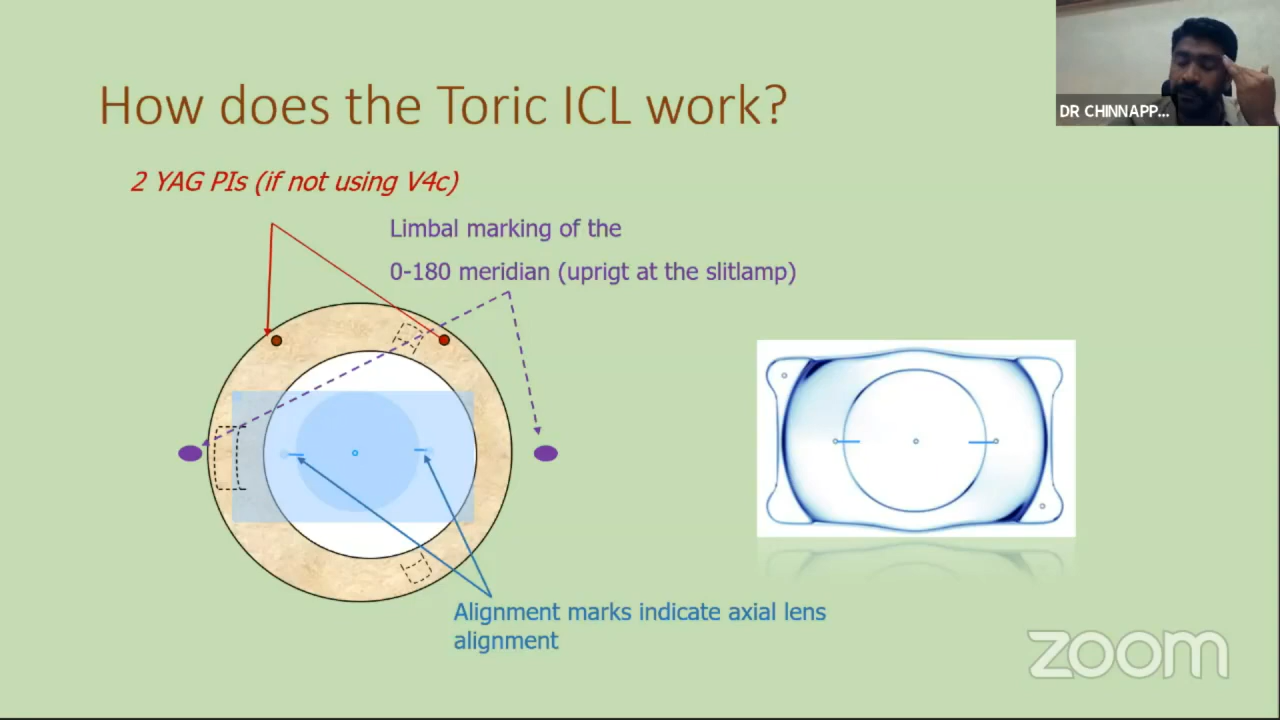 DR CHINNAPP...
How does the Toric ICL work?
2 YAG PIs (if not using V4c)
Limbal marking of the
0-180 meridian (uprigt at the slitlamp)
Alignment marks indicate axial lens
alignment
zoom